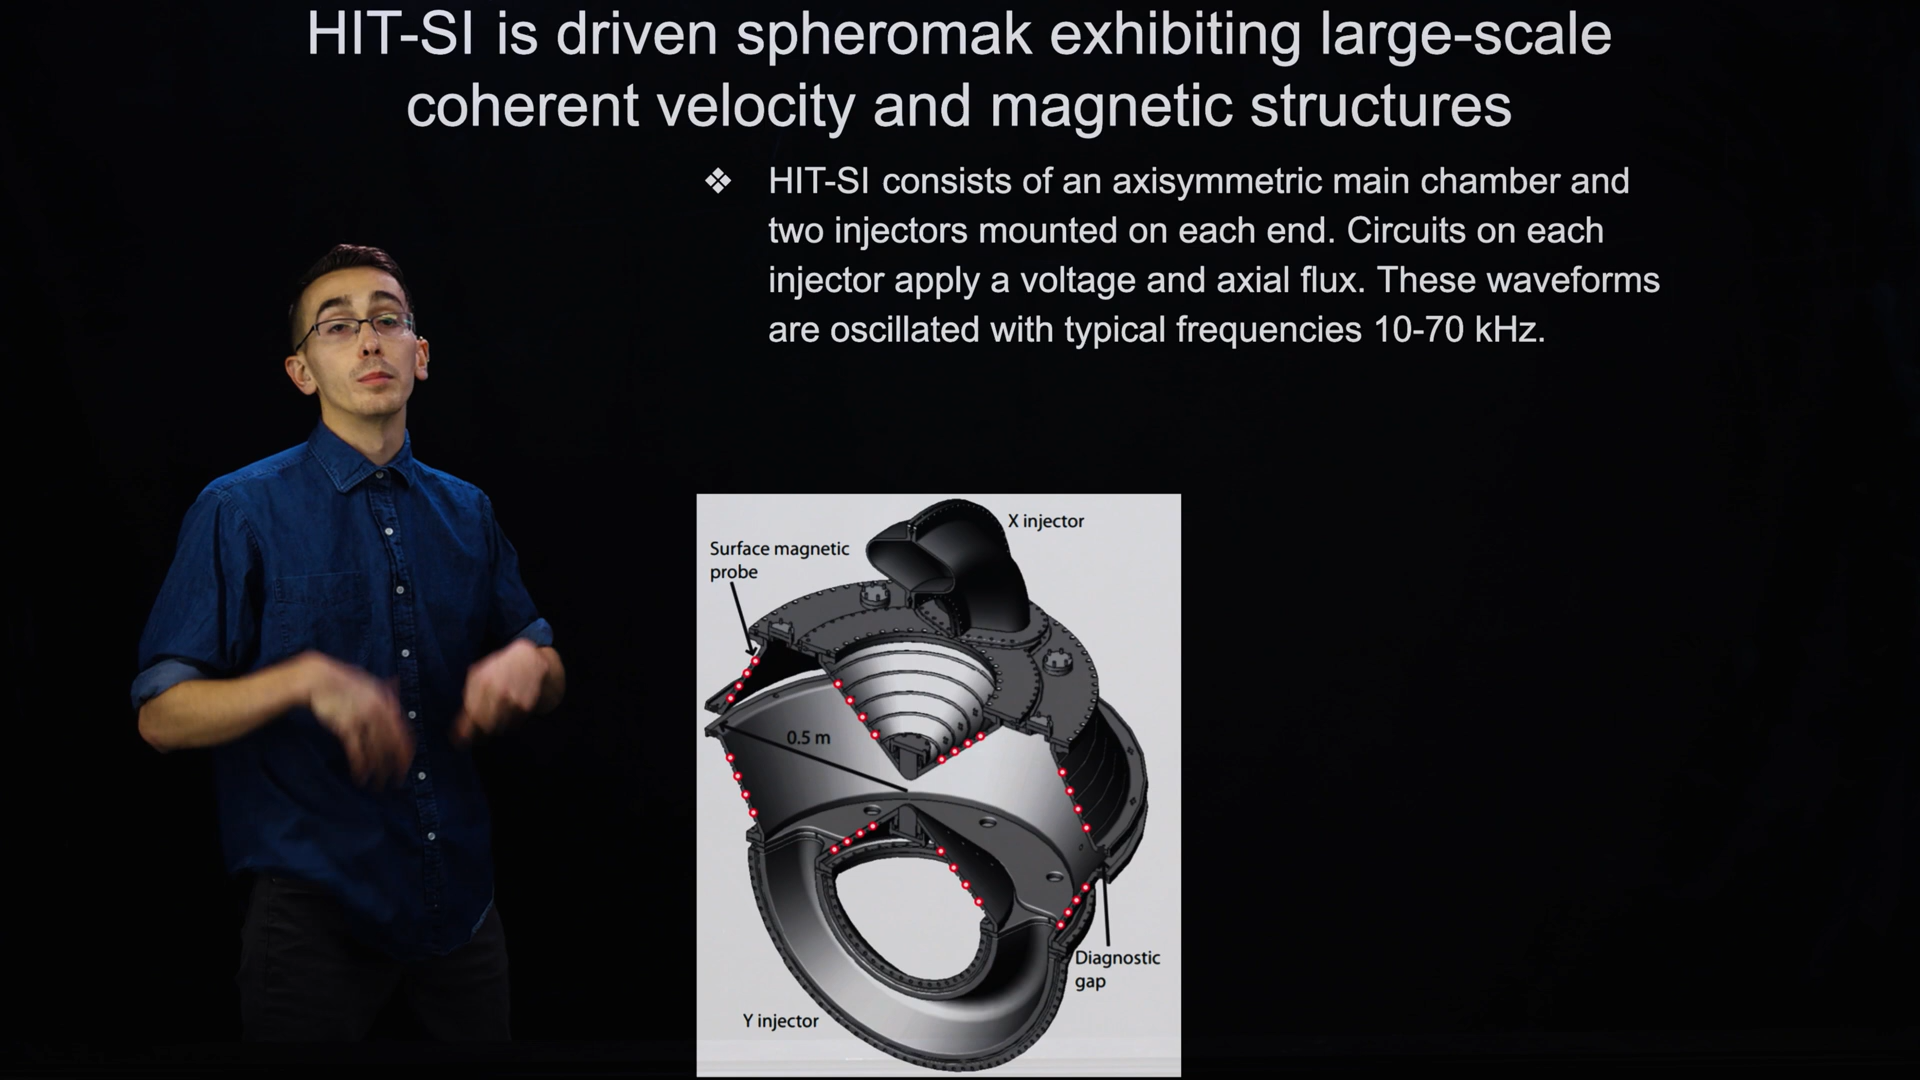 HIT-SI is driven spheromak exhibiting large-scale
coherent velocity and magnetic structures
❖ HIT-SI consists of an axisymmetric main chamber and
two injectors mounted on each end. Circuits on each
injector apply a voltage and axial flux. These waveforms
are oscillated with typical frequencies 10-70 kHz.
X injector
Surface magnetic
probe
0.5 m
Diagnostic
gap
Y injector